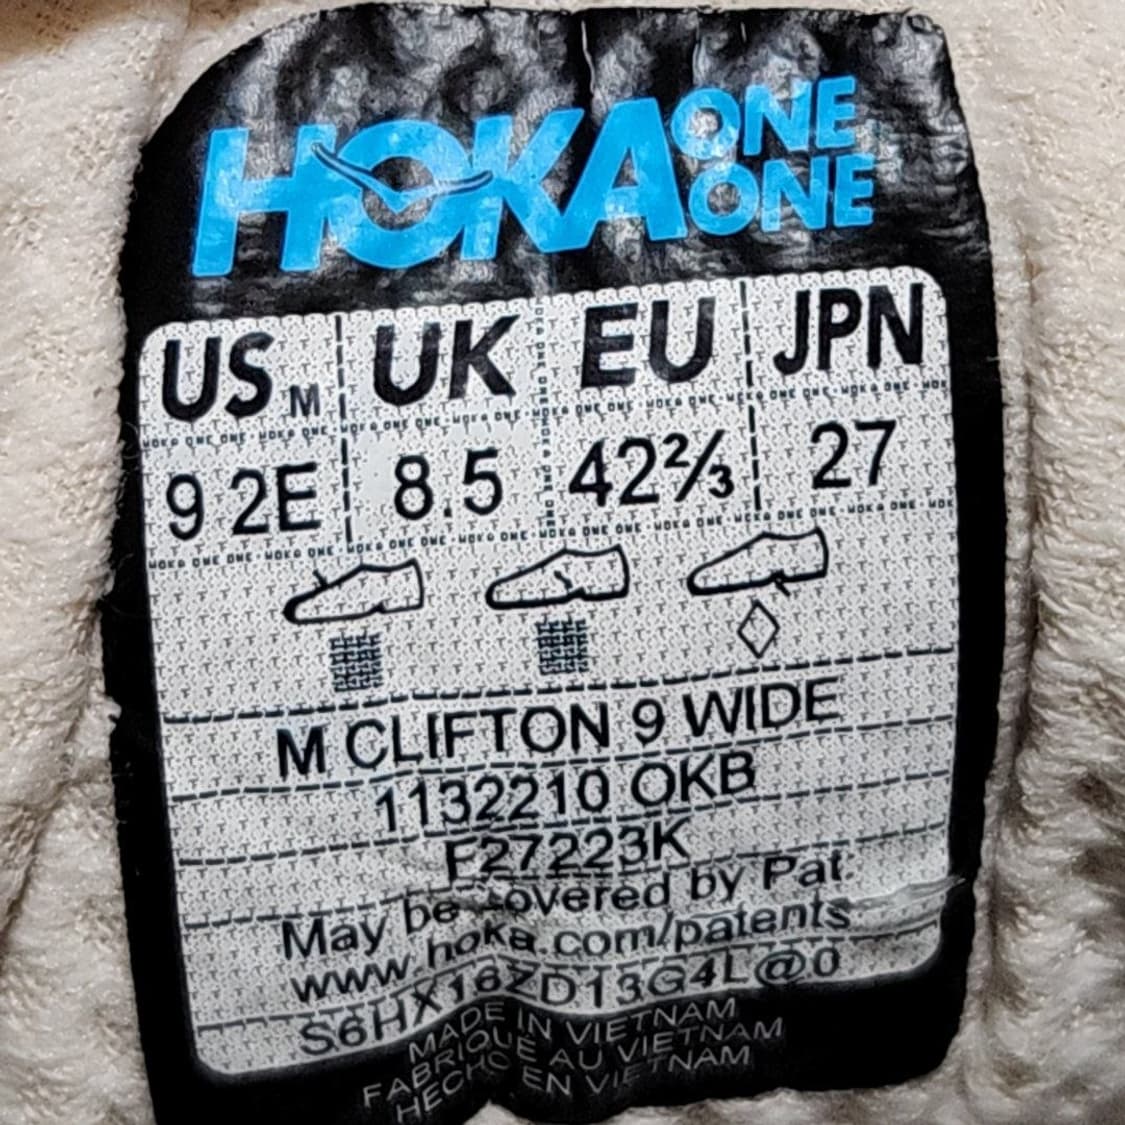 HOKA ONE ONE
US M UK EU JPN
9 2E 8.5 42⅔ 27
M CLIFTON 9 WIDE
1132210 OKB
F27223K
May be covered by Pat.
www.hoka.com/patents
S6HX16ZD13G4L@0
MADE IN VIETNAM
FABRIQUE AU VIETNAM
HECHO EN VIETNAM